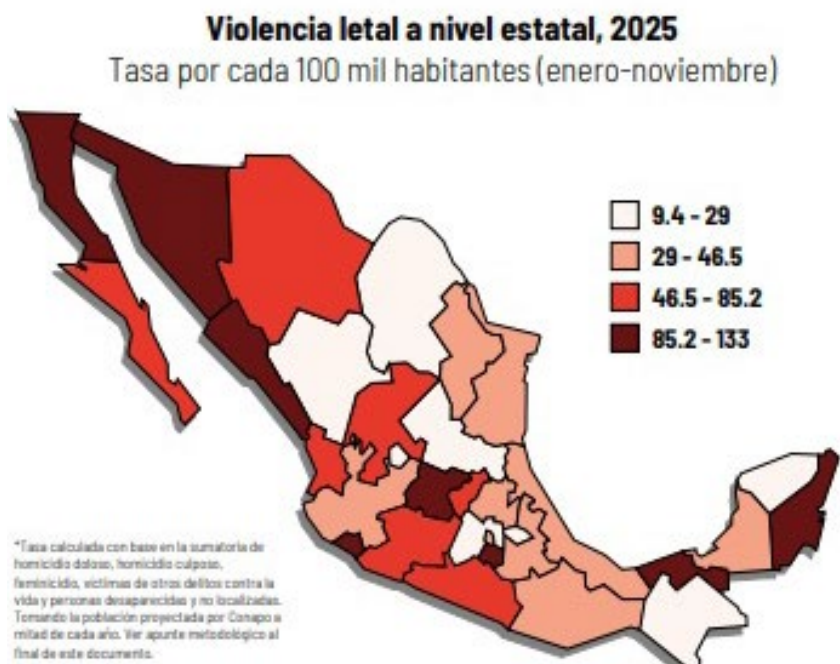 Violencia letal a nivel estatal, 2025
Tasa por cada 100 mil habitantes (enero-noviembre)
9.4 - 29
29 - 46.5
46.5 - 85.2
85.2 - 133
*Tasa calculada con base en la sumatoria de
homicidio doloso, homicidio culposo,
feminicidio, víctimas de otros delitos contra la
vida y personas desaparecidas y no localizadas.
Tomando la población proyectada por Conapo a
mitad de cada año. Ver apunte metodológico al
final de este documento.